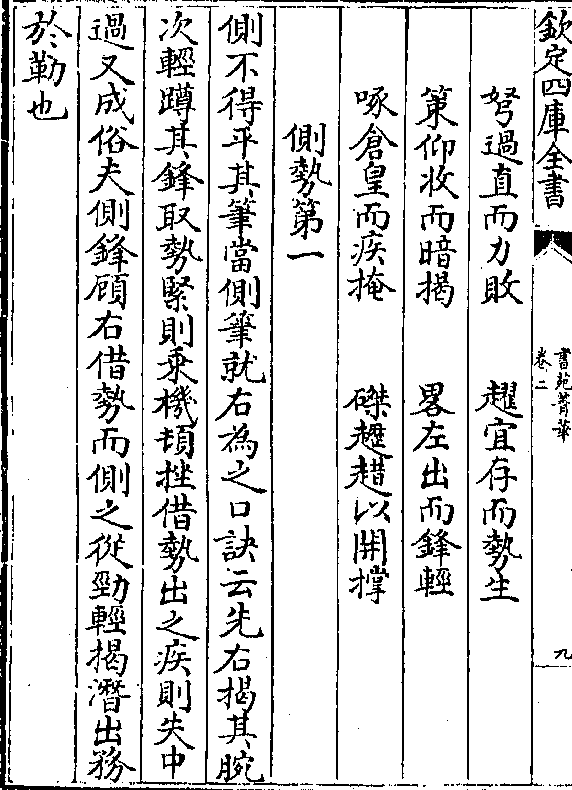 欽定四庫全書
書苑菁華
卷二
九
弩過直而力敗　趯宜存而勢生
策仰收而暗揭　畧左出而鋒輕
啄倉皇而疾掩　磔趯䟑以開撐
側勢第一
側不得平其筆當側筆就右為之口訣云先右揭其腕
次輕蹲其鋒取勢緊則乗機頓挫借勢出之疾則失中
過又成俗夫側鋒顧右借勢而側之從勁輕揭潛出務
於勒也